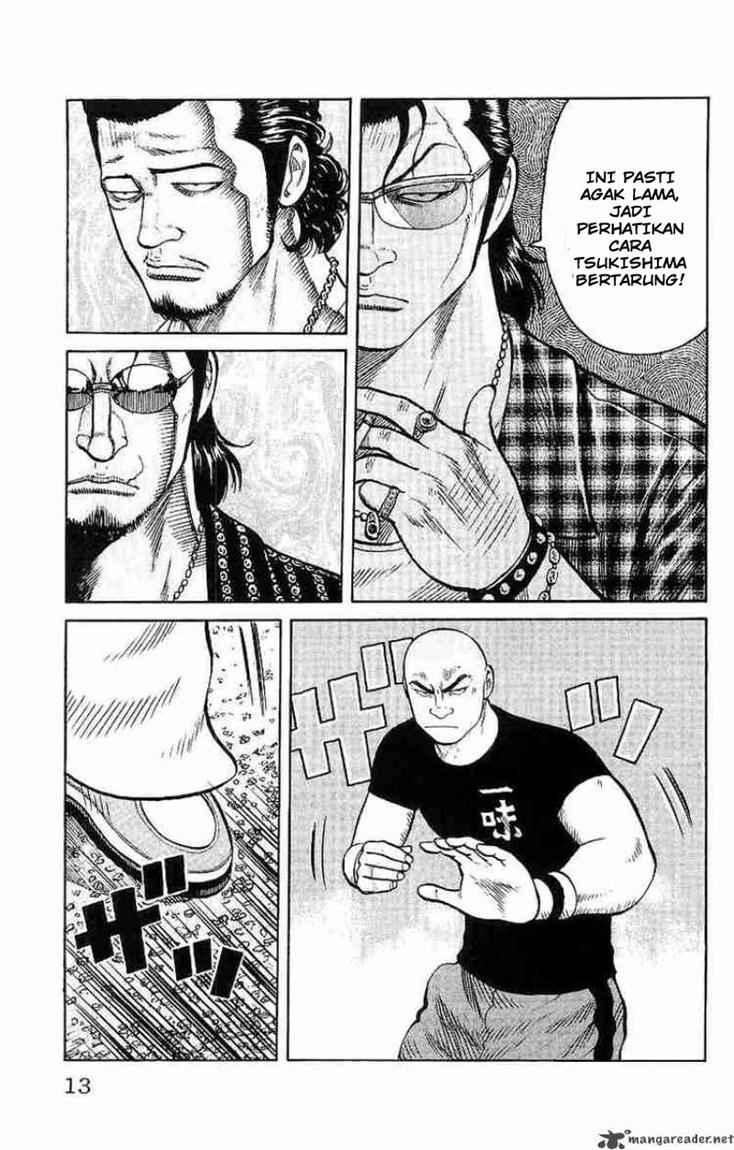 INI PASTI
AGAK LAMA,
JADI
PERHATIKAN
CARA
TSUKISHIMA
BERTARUNG!
ザッ
ザッ
一味
13
mangareader.net